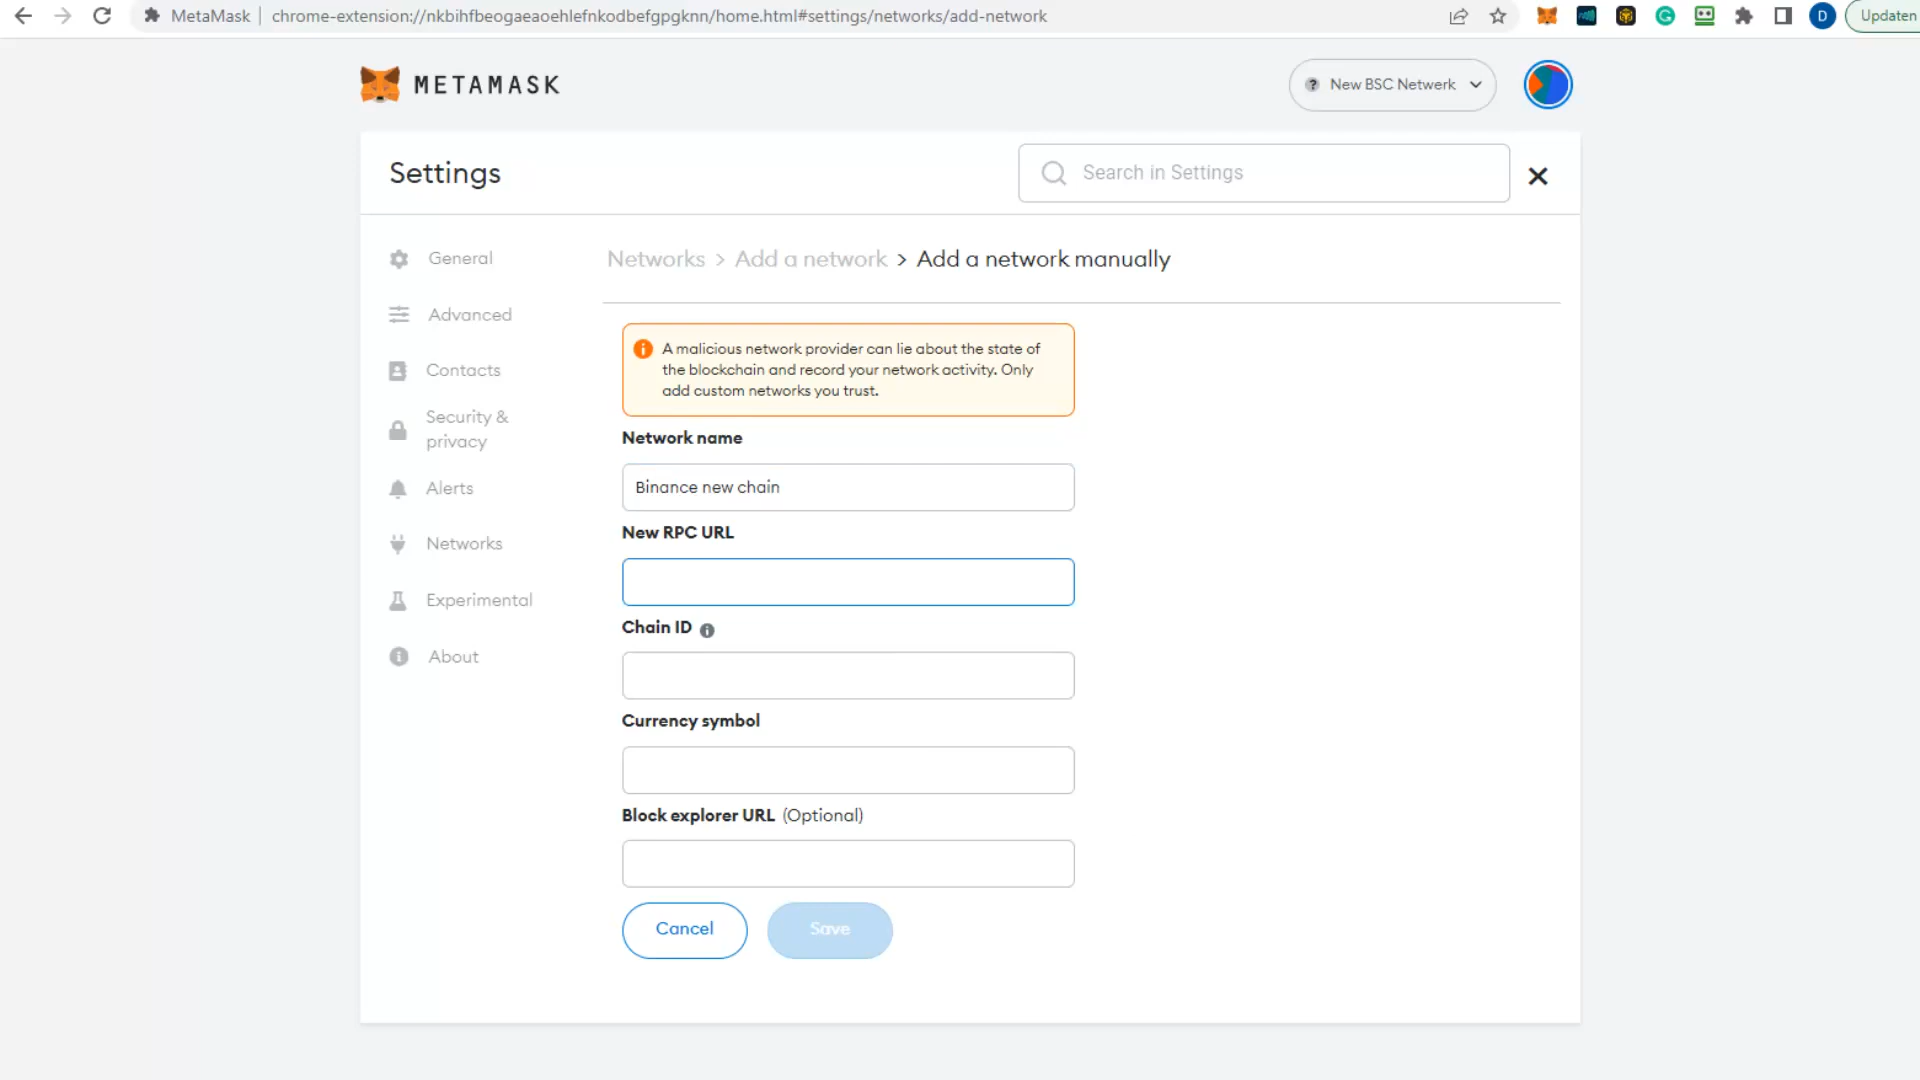 MetaMask | chrome-extension://nkbihfbeogaeaoehlefnkodbefgpgknn/home.html#settings/networks/add-network
D
Updaten
METAMASK
? New BSC Netwerk
Settings
Search in Settings
General
Advanced
Contacts
Security &
privacy
Alerts
Networks
Experimental
About
Networks > Add a network > Add a network manually
A malicious network provider can lie about the state of
the blockchain and record your network activity. Only
add custom networks you trust.
Network name
Binance new chain
New RPC URL
Chain ID
Currency symbol
Block explorer URL (Optional)
Cancel
Save